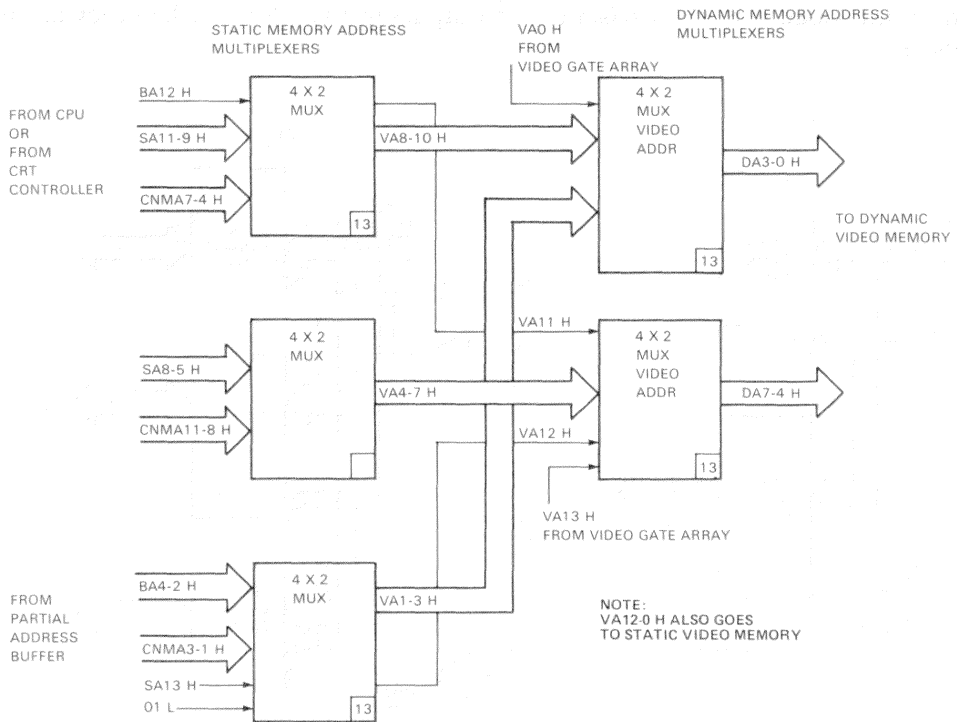 STATIC MEMORY ADDRESS
MULTIPLEXERS
VA0 H
FROM
VIDEO GATE ARRAY
DYNAMIC MEMORY ADDRESS
MULTIPLEXERS
FROM CPU
OR
FROM
CRT
CONTROLLER
BA12 H
SA11-9 H
CNMA7-4 H
4 X 2
MUX
13
VA8-10 H
4 X 2
MUX
VIDEO
ADDR
13
DA3-0 H
TO DYNAMIC
VIDEO MEMORY
SA8-5 H
CNMA11-8 H
4 X 2
MUX
VA4-7 H
VA11 H
VA12 H
4 X 2
MUX
VIDEO
ADDR
13
DA7-4 H
VA13 H
FROM VIDEO GATE ARRAY
FROM
PARTIAL
ADDRESS
BUFFER
BA4-2 H
CNMA3-1 H
SA13 H
01 L
4 X 2
MUX
13
VA1-3 H
NOTE:
VA12-0 H ALSO GOES
TO STATIC VIDEO MEMORY